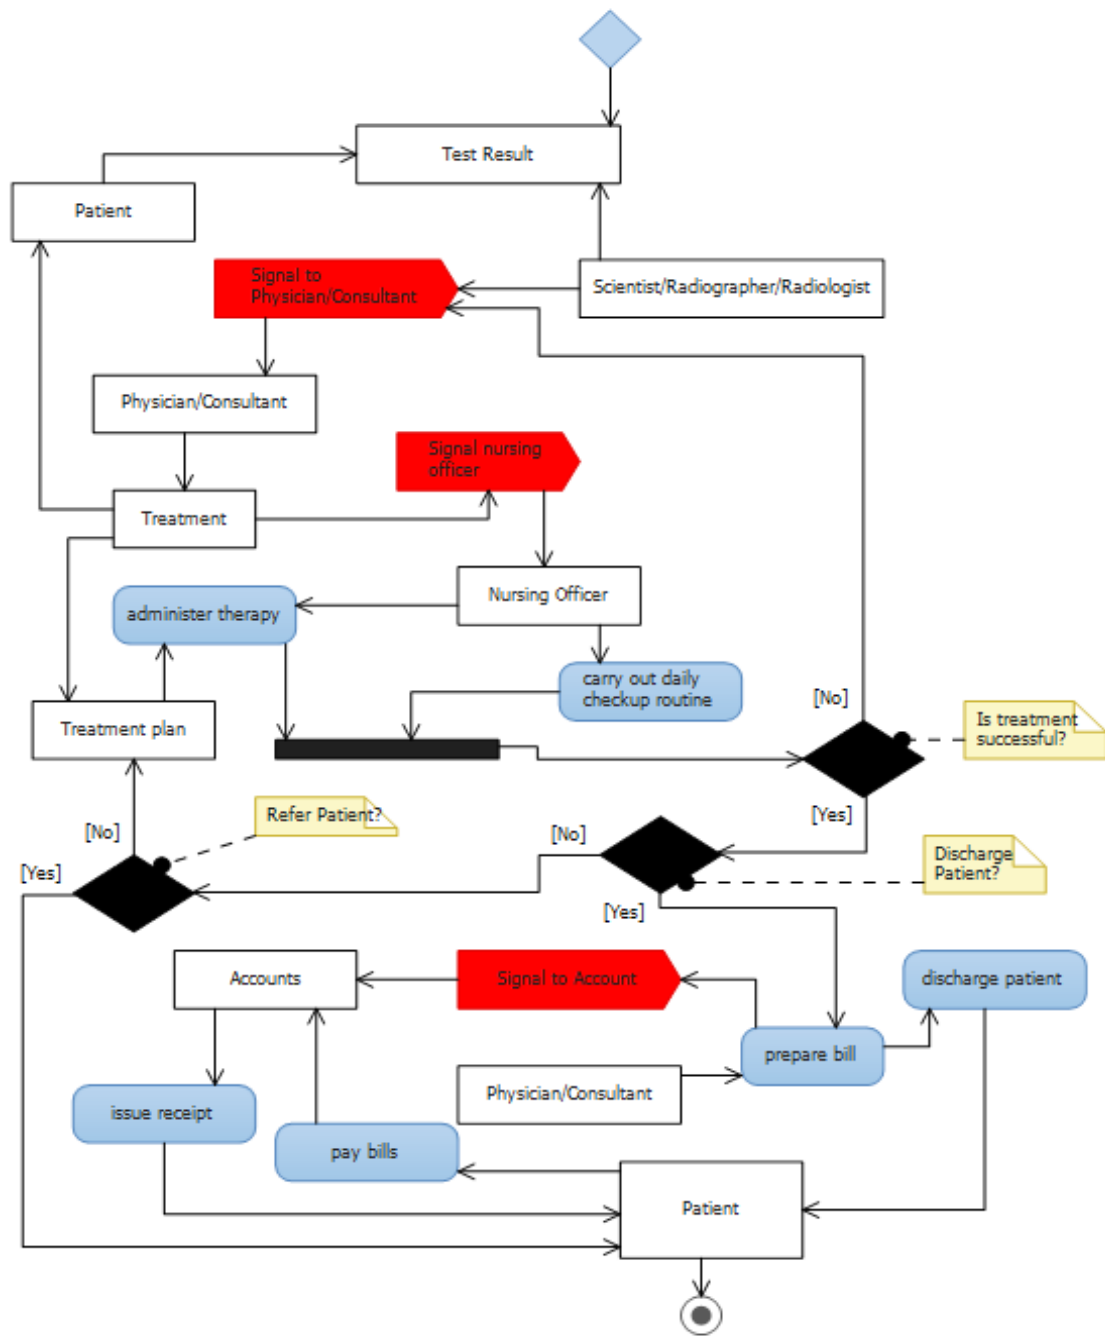 Test Result
Patient
Signal to
Physician/Consultant
Scientist/Radiographer/Radiologist
Physician/Consultant
Signal nursing
officer
Treatment
Nursing Officer
administer therapy
carry out daily
checkup routine
[No]
Is treatment
successful?
Treatment plan
Refer Patient?
[No]
[No]
[Yes]
[Yes]
Discharge
Patient?
[Yes]
Accounts
Signal to Account
discharge patient
prepare bill
Physician/Consultant
issue receipt
pay bills
Patient